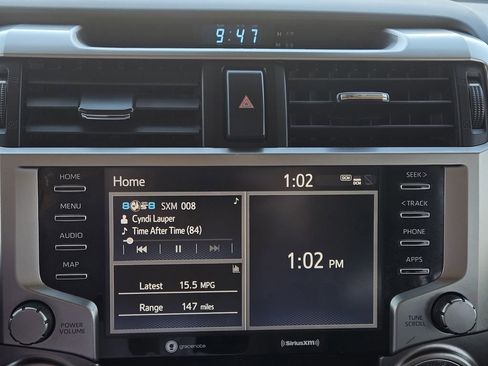 9:47
H
M
HOME
MENU
AUDIO
MAP
POWER
VOLUME
Home
1:02
DCM
SXM 008
Cyndi Lauper
Time After Time (84)
Latest 15.5 MPG
Range 147 miles
1:02 PM
SEEK >
< TRACK
PHONE
APPS
TUNE
SCROLL
gracenote
SiriusXM